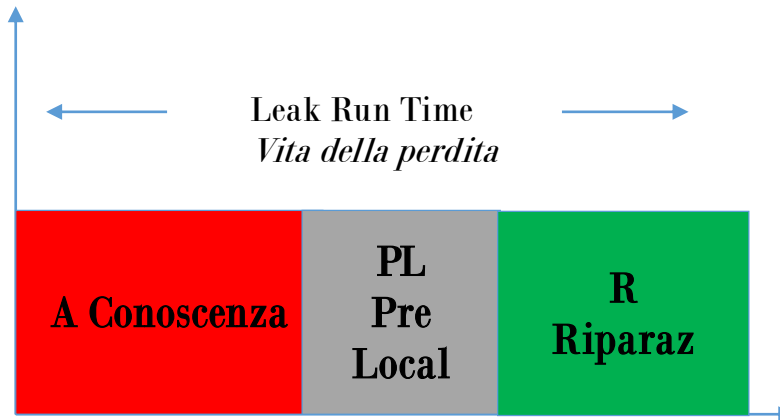 Leak Run Time
Vita della perdita
A Conoscenza
PL
Pre
Local
R
Riparaz